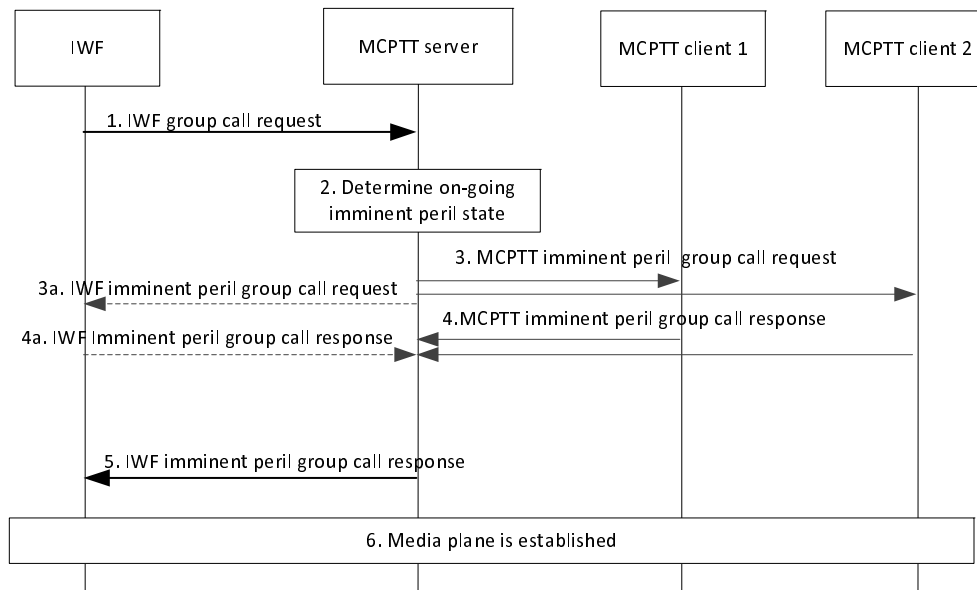 IWF
MCPTT server
MCPTT client 1
MCPTT client 2
1. IWF group call request
2. Determine on-going
imminent peril state
3. MCPTT imminent peril group call request
3a. IWF imminent peril group call request
4.MCPTT imminent peril group call response
4a. IWF Imminent peril group call response
5. IWF imminent peril group call response
6. Media plane is established